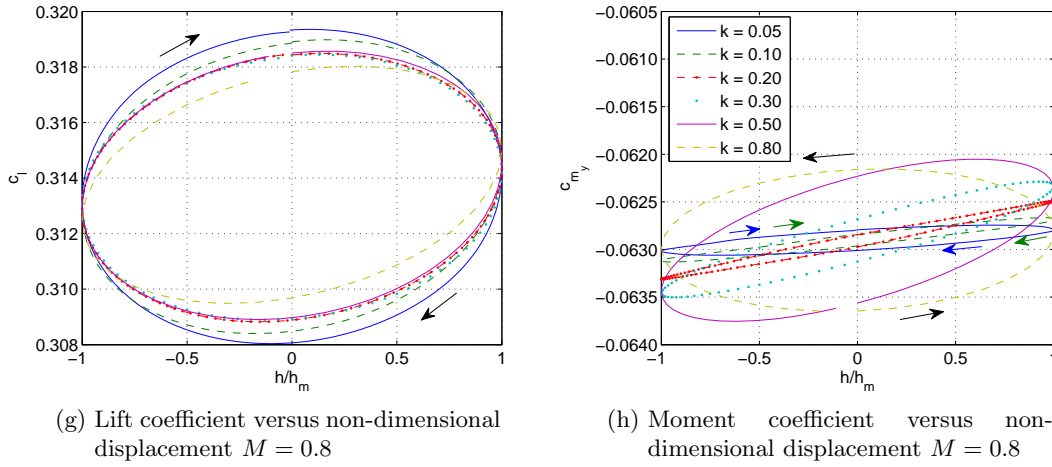 0.320
0.318
0.316
0.314
0.312
0.310
0.308
c_l
−1
−0.5
0
0.5
1
h/h_m
(g) Lift coefficient versus non-dimensional
displacement M = 0.8
−0.0605
−0.0610
−0.0615
−0.0620
−0.0625
−0.0630
−0.0635
−0.0640
c_{m_y}
k = 0.05
k = 0.10
k = 0.20
k = 0.30
k = 0.50
k = 0.80
−1
−0.5
0
0.5
1
h/h_m
(h) Moment coefficient versus non-
dimensional displacement M = 0.8